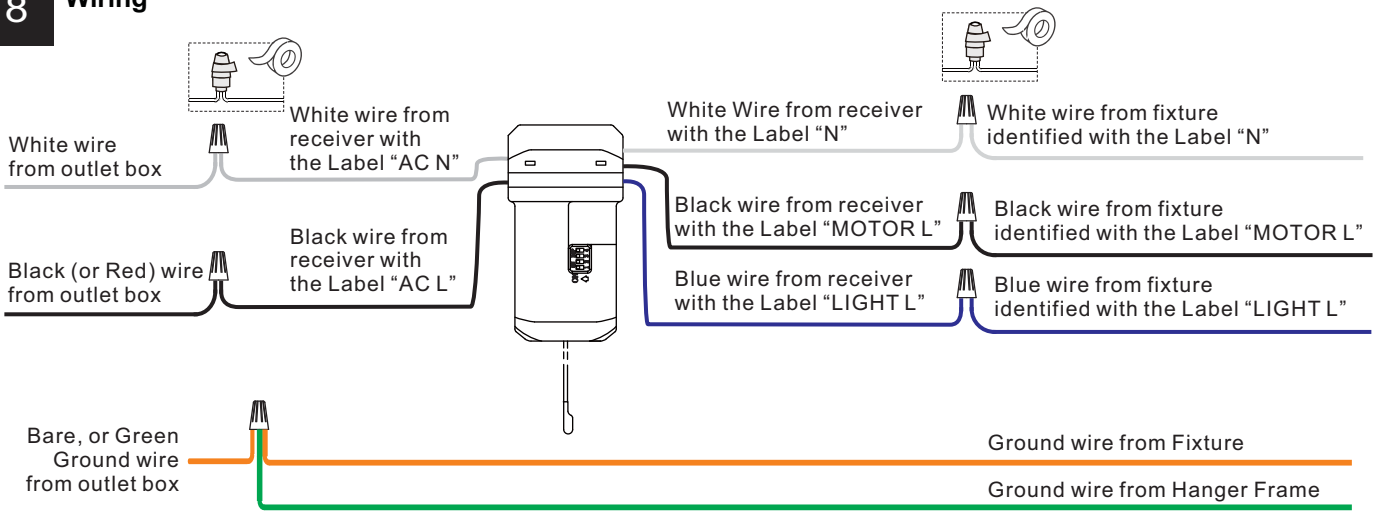 8
Wiring
White wire
from outlet box
White wire from
receiver with
the Label “AC N”
White Wire from receiver
with the Label “N”
White wire from fixture
identified with the Label “N”
Black (or Red) wire
from outlet box
Black wire from
receiver with
the Label “AC L”
Black wire from receiver
with the Label “MOTOR L”
Black wire from fixture
identified with the Label “MOTOR L”
Blue wire from receiver
with the Label “LIGHT L”
Blue wire from fixture
identified with the Label “LIGHT L”
Bare, or Green
Ground wire
from outlet box
Ground wire from Fixture
Ground wire from Hanger Frame